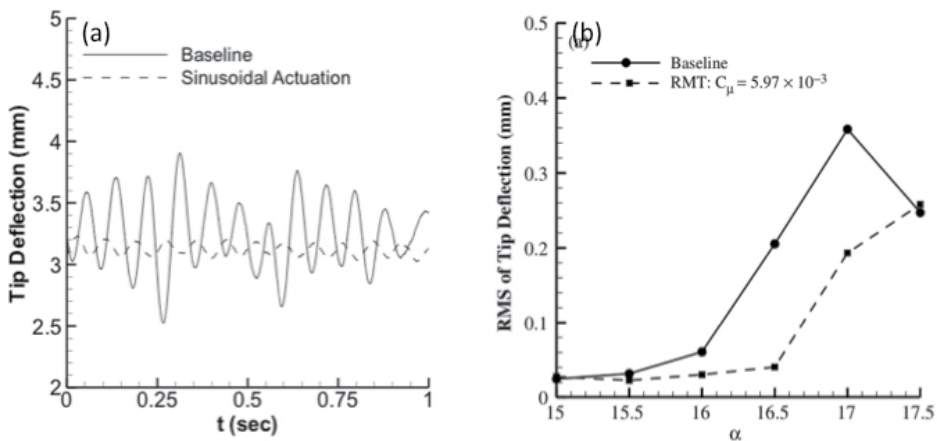 5
(a)
Baseline
Sinusoidal Actuation
4.5
4
3.5
3
2.5
2
Tip Deflection (mm)
0
0.25
0.5
0.75
1
t (sec)
0.5
(b)
Baseline
RMT: Cμ = 5.97 × 10⁻³
0.4
0.3
0.2
0.1
0
RMS of Tip Deflection (mm)
15
15.5
16
16.5
17
17.5
α